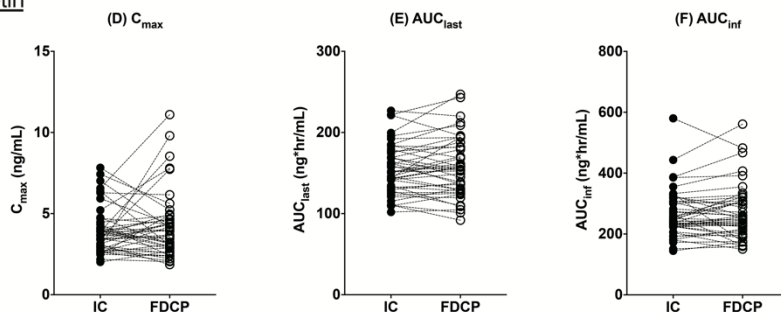 (D) Cmax
15
10
5
0
Cmax (ng/mL)
IC FDCP
(E) AUClast
300
200
100
0
AUClast (ng*hr/mL)
IC FDCP
(F) AUCinf
800
600
400
200
0
AUCinf (ng*hr/mL)
IC FDCP